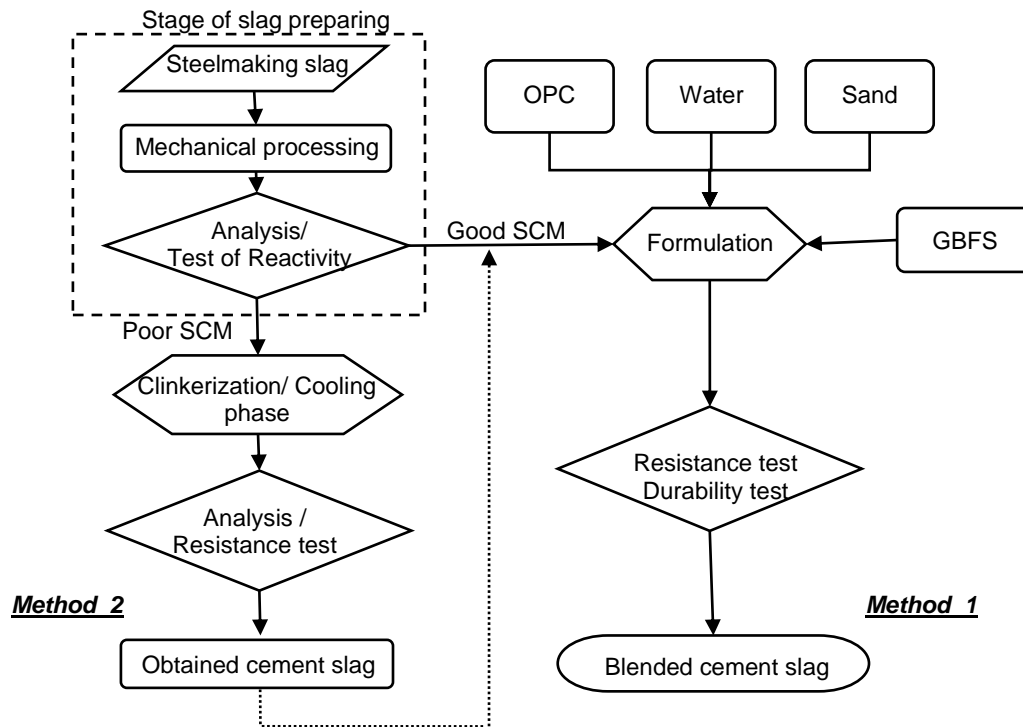 Stage of slag preparing
Steelmaking slag
Mechanical processing
Analysis/
Test of Reactivity
Poor SCM
Clinkerization/ Cooling
phase
Analysis /
Resistance test
Method 2
Obtained cement slag
Good SCM
OPC
Water
Sand
Formulation
GBFS
Resistance test
Durability test
Method 1
Blended cement slag